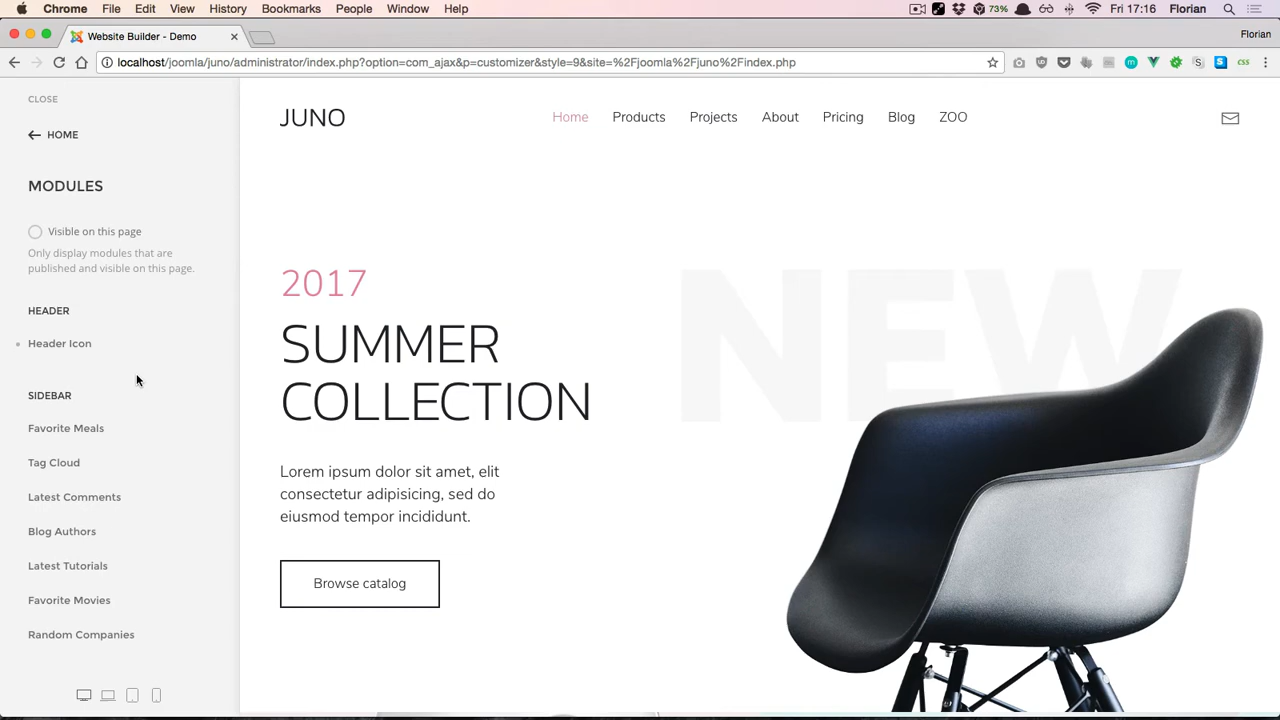 Chrome File Edit View History Bookmarks People Window Help 73% Fri 17:16 Florian
Website Builder - Demo Florian
localhost/joomla/juno/administrator/index.php?option=com_ajax&p=customizer&style=9&site=%2Fjoomla%2Fjuno%2Findex.php
CLOSE
HOME
MODULES
Visible on this page
Only display modules that are
published and visible on this page.
HEADER
Header Icon
SIDEBAR
Favorite Meals
Tag Cloud
Latest Comments
Blog Authors
Latest Tutorials
Favorite Movies
Random Companies
JUNO Home Products Projects About Pricing Blog ZOO
NEW
2017
SUMMER
COLLECTION
Lorem ipsum dolor sit amet, elit
consectetur adipisicing, sed do
eiusmod tempor incididunt.
Browse catalog